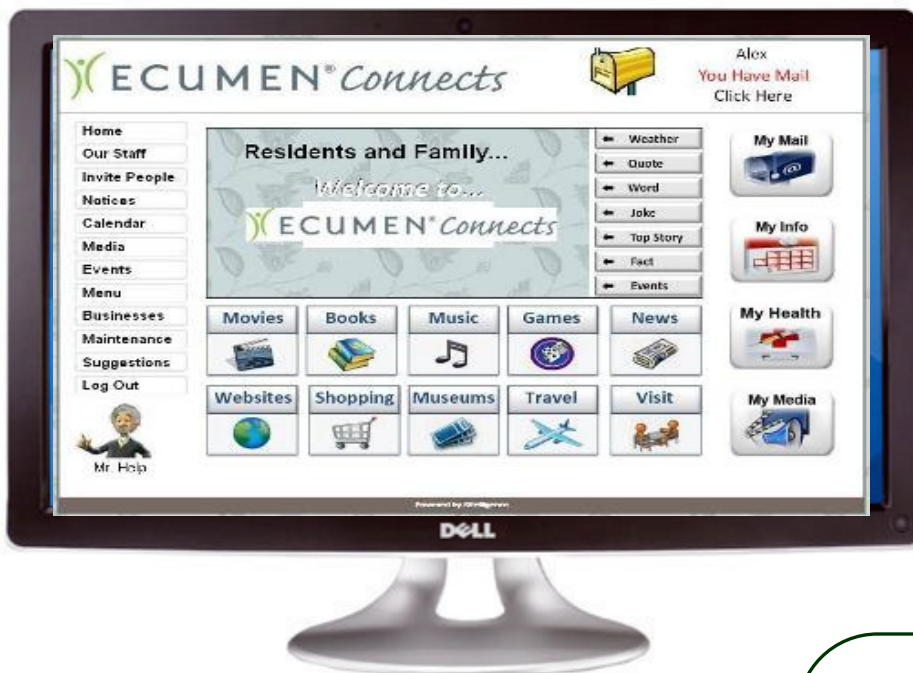 ECUMEN® Connects
Alex
You Have Mail
Click Here
Home
Our Staff
Invite People
Notices
Calendar
Media
Events
Menu
Businesses
Maintenance
Suggestions
Log Out
Mr. Help
Residents and Family...
Welcome to...
ECUMEN® Connects
Weather
Quote
Word
Joke
Top Story
Fact
Events
Movies
Books
Music
Games
News
Websites
Shopping
Museums
Travel
Visit
My Mail
@
My Info
My Health
My Media
Powered by
DELL